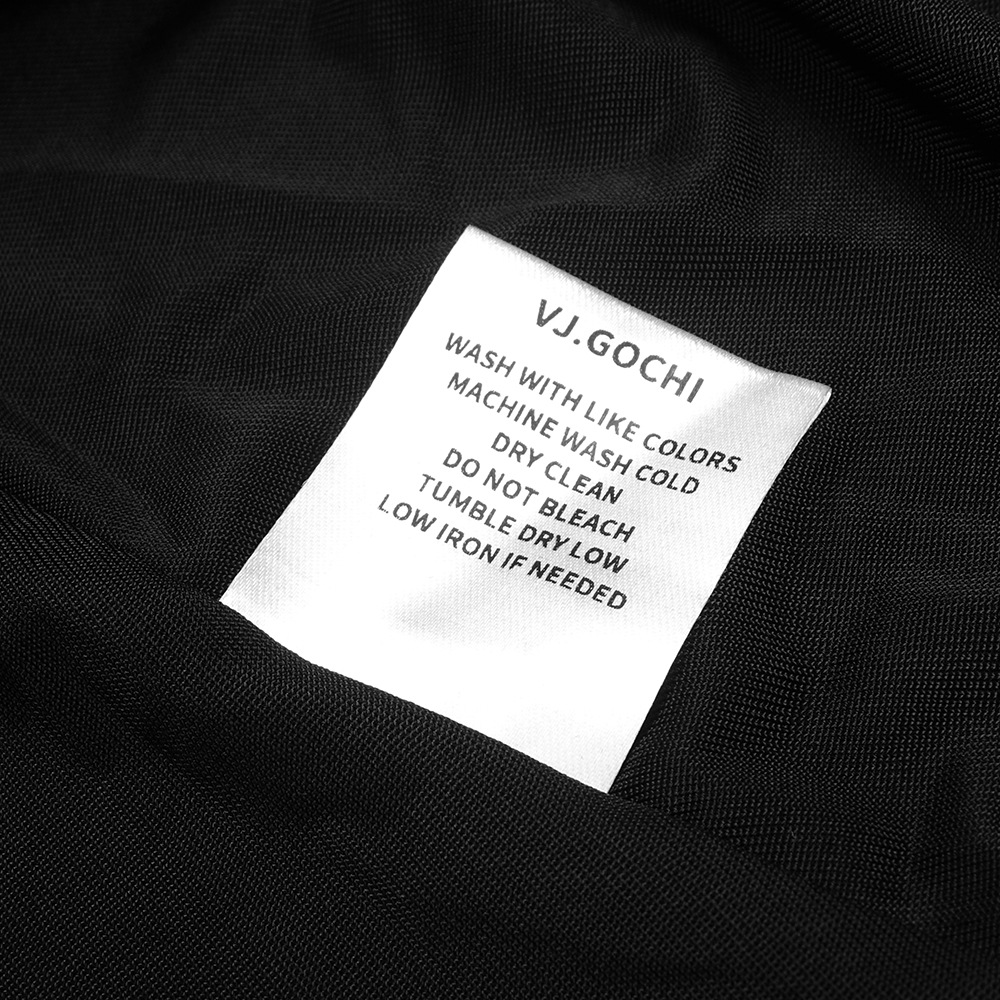 VJ.GOCHI
WASH WITH LIKE COLORS
MACHINE WASH COLD
DRY CLEAN
DO NOT BLEACH
TUMBLE DRY LOW
LOW IRON IF NEEDED